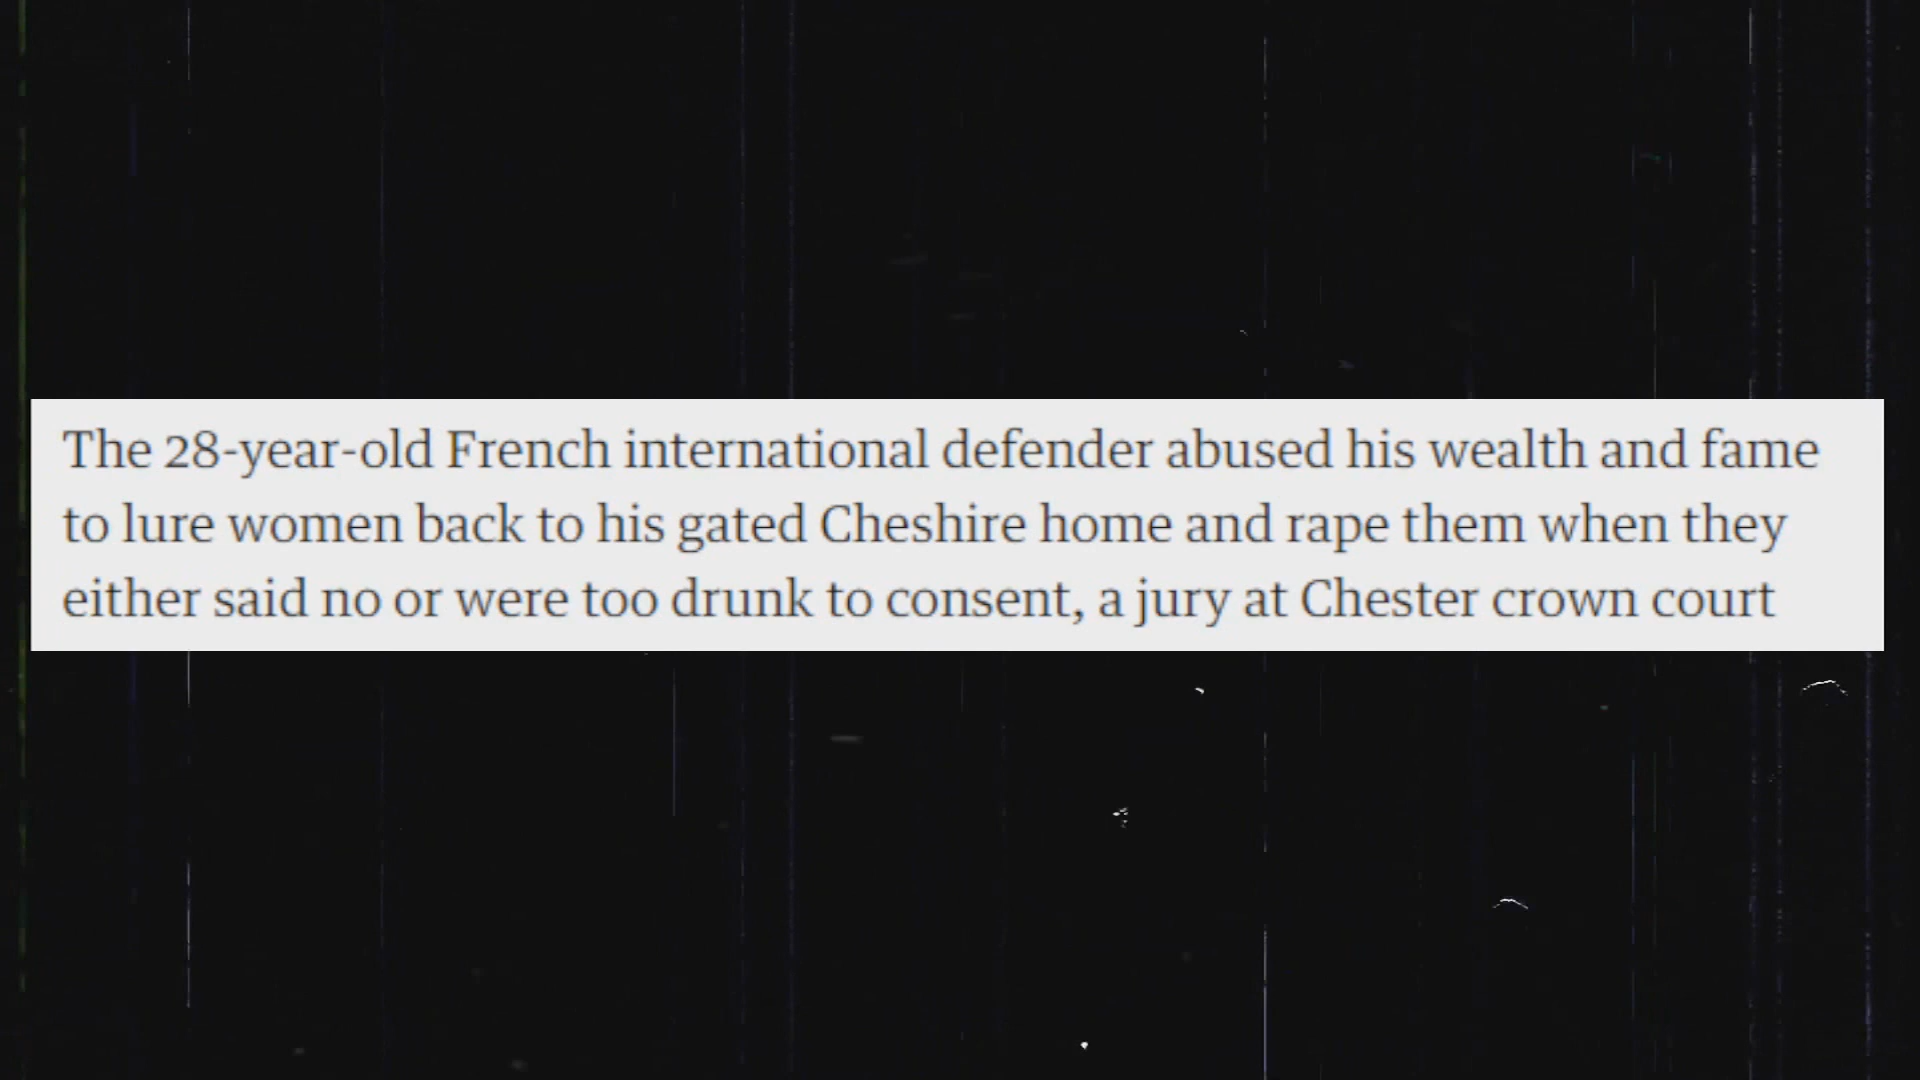 The 28-year-old French international defender abused his wealth and fame
to lure women back to his gated Cheshire home and rape them when they
either said no or were too drunk to consent, a jury at Chester crown court